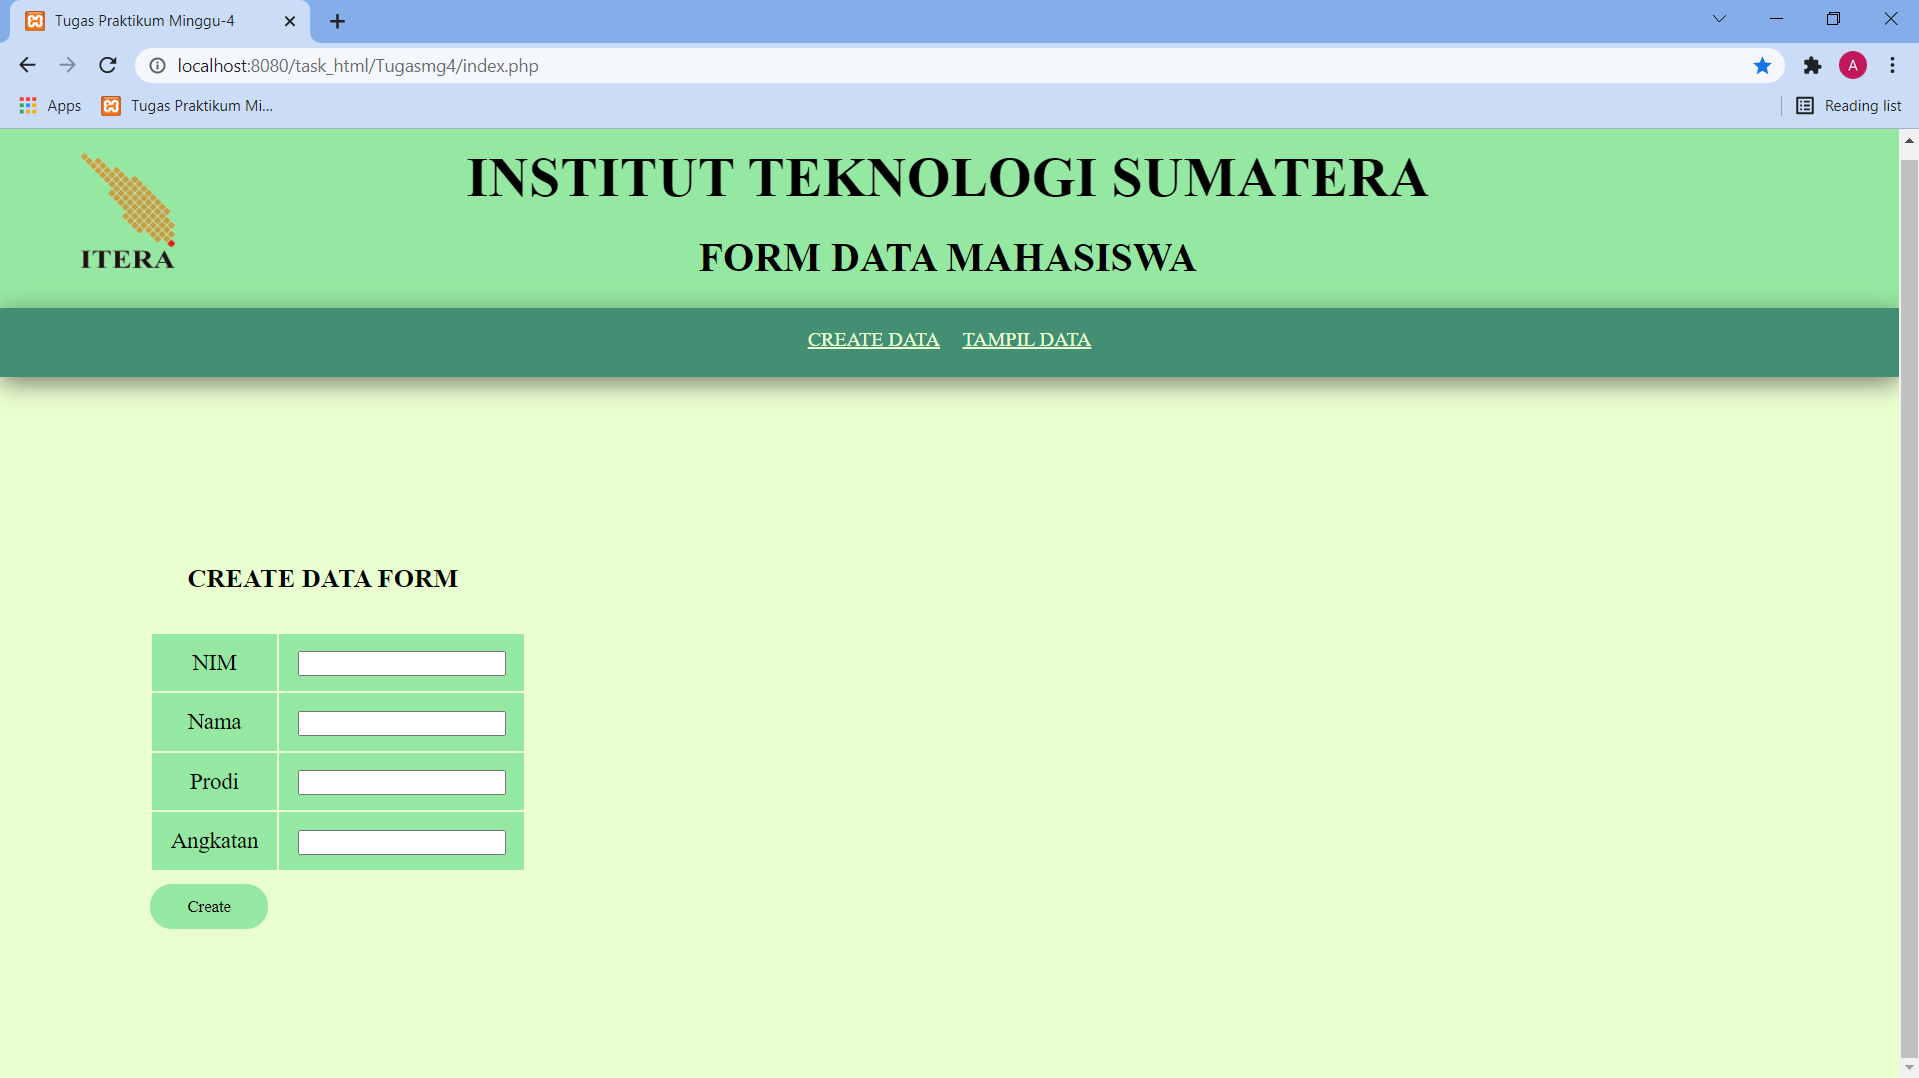 Tugas Praktikum Minggu-4
localhost:8080/task_html/Tugasmg4/index.php
A
Apps
Tugas Praktikum Mi...
Reading list
ITERA
INSTITUT TEKNOLOGI SUMATERA
FORM DATA MAHASISWA
CREATE DATA TAMPIL DATA
CREATE DATA FORM
NIM
Nama
Prodi
Angkatan
Create